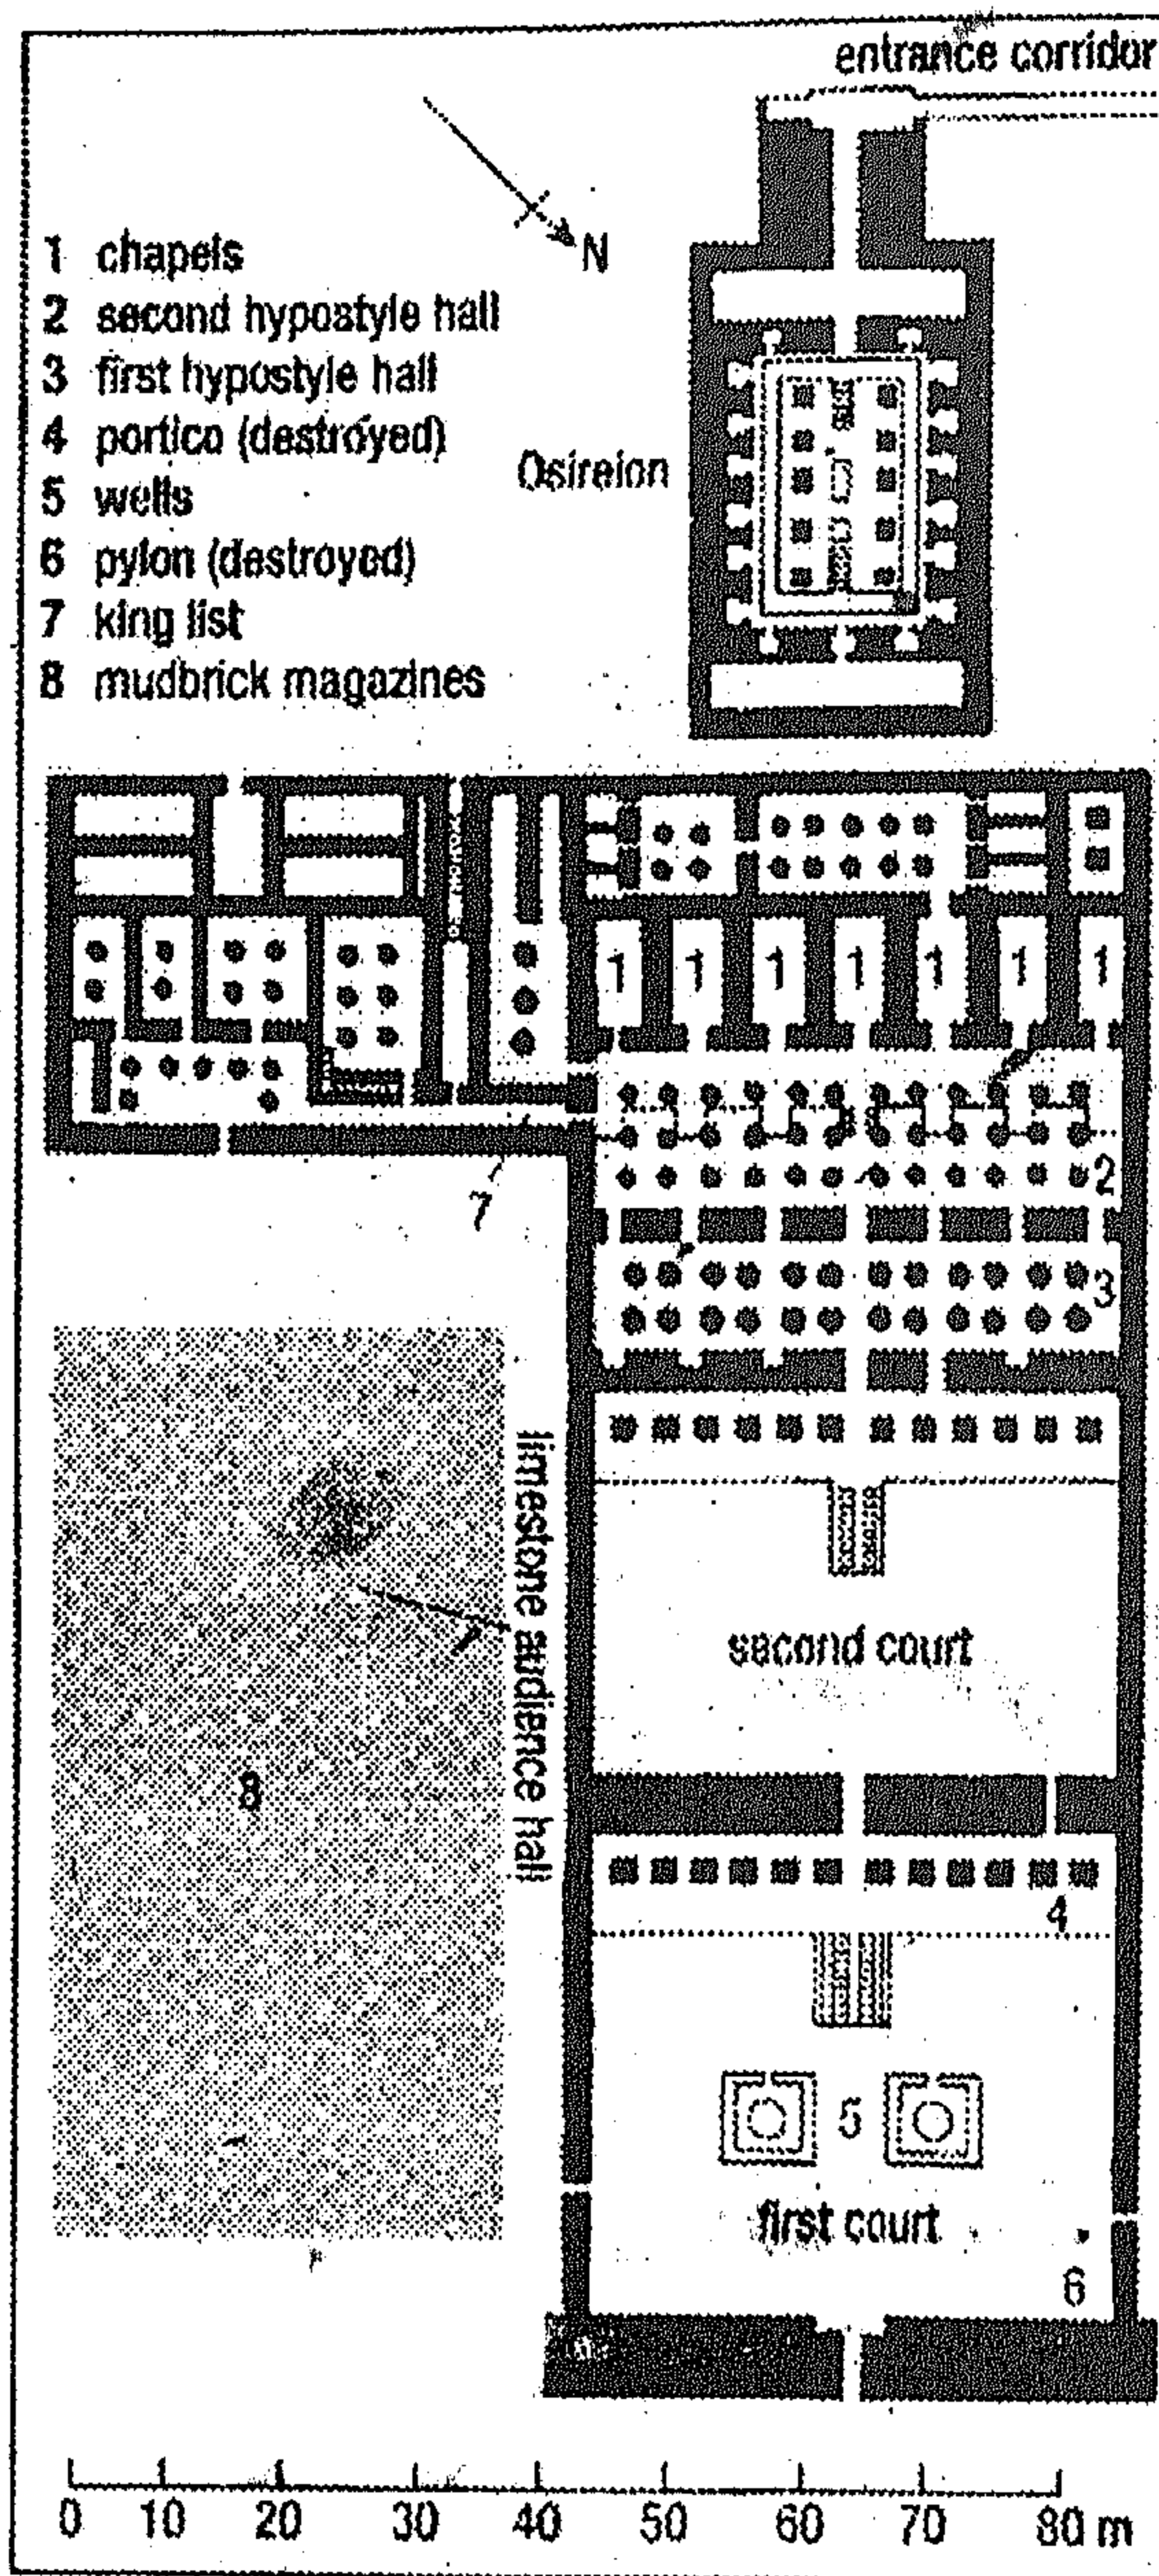 entrance corridor
N
1 chapels
2 second hypostyle hall
3 first hypostyle hall
4 portico (destroyed)
5 wells
6 pylon (destroyed)
7 king list
8 mudbrick magazines
Osireion
1 1 1 1 1 1 1
2
7
3
limestone audience hall
second court
8
4
5
first court
6
0 10 20 30 40 50 60 70 80 m